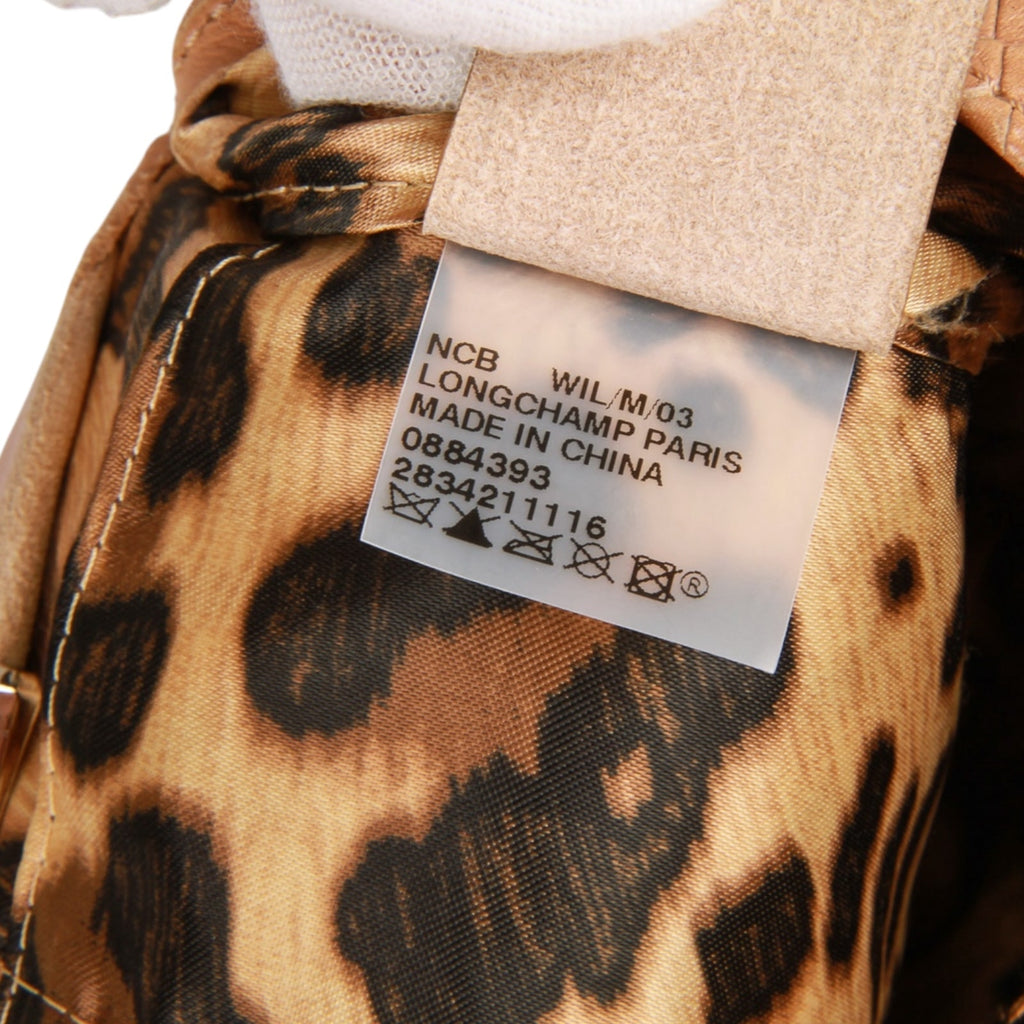 NCB WIL/M/03
LONGCHAMP PARIS
MADE IN CHINA
0884393
2834211116
®